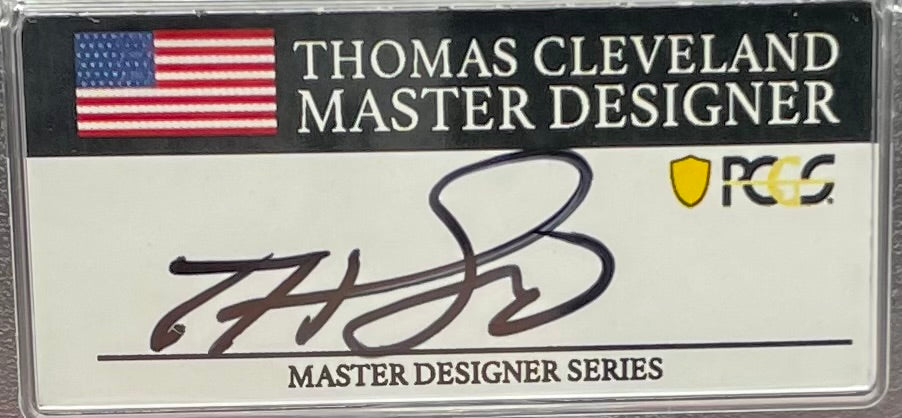 THOMAS CLEVELAND
MASTER DESIGNER
PCGS
MASTER DESIGNER SERIES